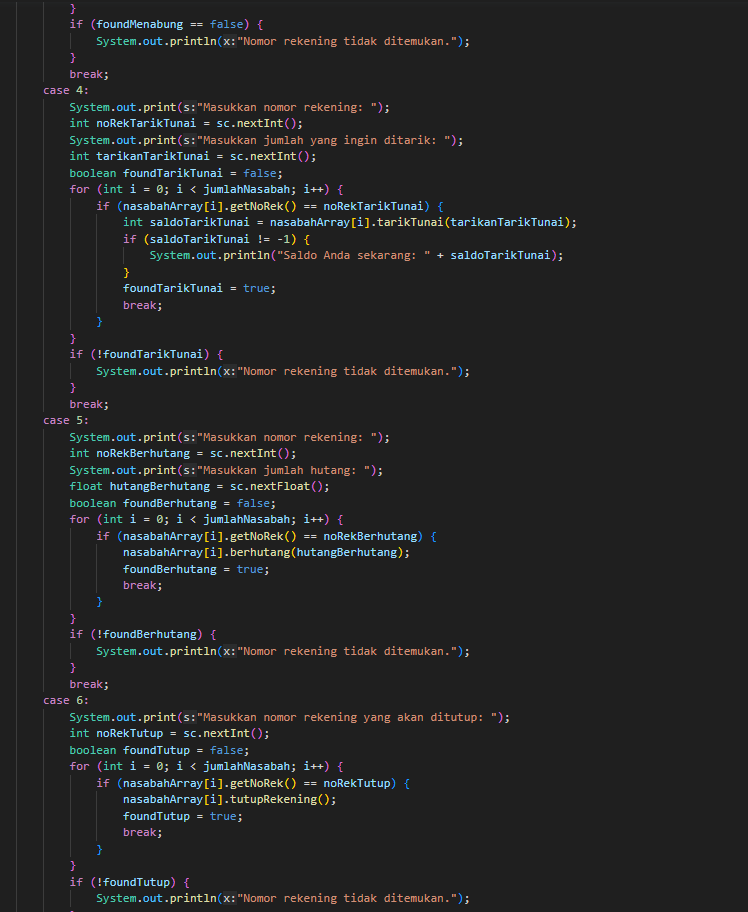 }
if (foundMenabung == false) {
System.out.println(x:"Nomor rekening tidak ditemukan.");
}
break;
case 4:
System.out.print(s:"Masukkan nomor rekening: ");
int noRekTarikTunai = sc.nextInt();
System.out.print(s:"Masukkan jumlah yang ingin ditarik: ");
int tarikanTarikTunai = sc.nextInt();
boolean foundTarikTunai = false;
for (int i = 0; i < jumlahNasabah; i++) {
if (nasabahArray[i].getNoRek() == noRekTarikTunai) {
int saldoTarikTunai = nasabahArray[i].tarikTunai(tarikanTarikTunai);
if (saldoTarikTunai != -1) {
System.out.println("Saldo Anda sekarang: " + saldoTarikTunai);
}
foundTarikTunai = true;
break;
}
}
if (!foundTarikTunai) {
System.out.println(x:"Nomor rekening tidak ditemukan.");
}
break;
case 5:
System.out.print(s:"Masukkan nomor rekening: ");
int noRekBerhutang = sc.nextInt();
System.out.print(s:"Masukkan jumlah hutang: ");
float hutangBerhutang = sc.nextFloat();
boolean foundBerhutang = false;
for (int i = 0; i < jumlahNasabah; i++) {
if (nasabahArray[i].getNoRek() == noRekBerhutang) {
nasabahArray[i].berhutang(hutangBerhutang);
foundBerhutang = true;
break;
}
}
if (!foundBerhutang) {
System.out.println(x:"Nomor rekening tidak ditemukan.");
}
break;
case 6:
System.out.print(s:"Masukkan nomor rekening yang akan ditutup: ");
int noRekTutup = sc.nextInt();
boolean foundTutup = false;
for (int i = 0; i < jumlahNasabah; i++) {
if (nasabahArray[i].getNoRek() == noRekTutup) {
nasabahArray[i].tutupRekening();
foundTutup = true;
break;
}
}
if (!foundTutup) {
System.out.println(x:"Nomor rekening tidak ditemukan.");